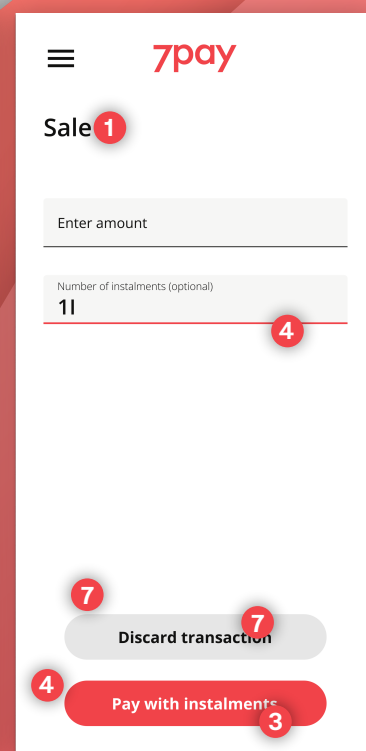 7pay
Sale 1
Enter amount
Number of instalments (optional)
1
4
7
Discard transaction 7
4
Pay with instalments
3